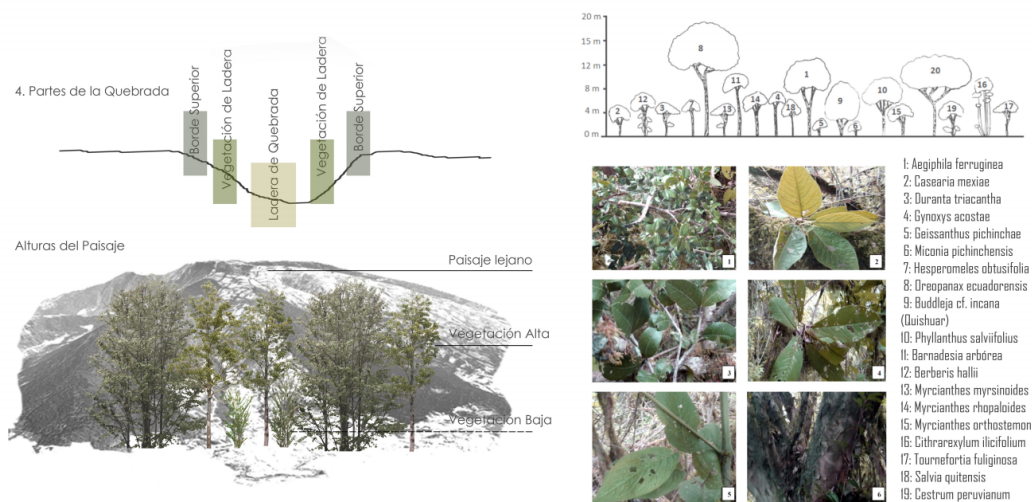 4. Partes de la Quebrada
Borde Superior
Vegetación de Ladera
Ladera de Quebrada
Vegetación de Ladera
Borde Superior
Alturas del Paisaje
Paisaje lejano
Vegetación Alta
Vegetación Baja
20 m
16 m
12 m
8 m
4 m
0 m
2
12
3
7
8
13
11
14
4
18
1
5
9
6
10
15
20
19
16
17
1
2
3
4
5
6
1: Aegiphila ferruginea
2: Casearia mexiae
3: Duranta triacantha
4: Gynoxys acostae
5: Geissanthus pichinchae
6: Miconia pichinchensis
7: Hesperomeles obtusifolia
8: Oreopanax ecuadorensis
9: Buddleja cf. incana
(Quishuar)
10: Phyllanthus salviifolius
11: Barnadesia arbórea
12: Berberis hallii
13: Myrcianthes myrsinoides
14: Myrcianthes rhopaloides
15: Myrcianthes orthostemon
16: Cithrarexylum ilicifolium
17: Tournefortia fuliginosa
18: Salvia quitensis
19: Cestrum peruvianum